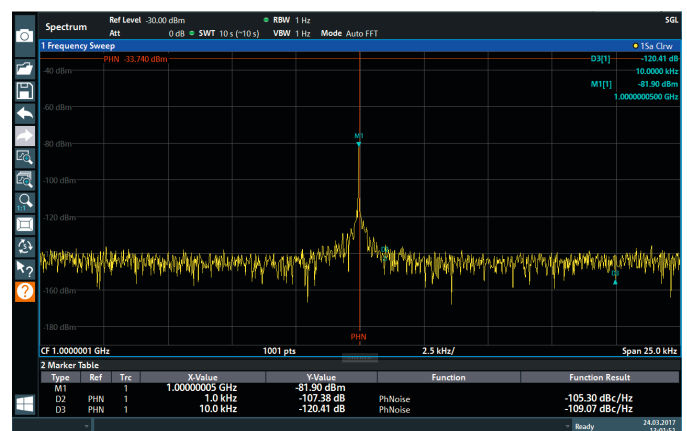 Spectrum Ref Level -30.00 dBm RBW 1 Hz SGL
Att 0 dB SWT 10 s (~10 s) VBW 1 Hz Mode Auto FFT
1 Frequency Sweep 1Sa Clrw
PHN -33.740 dBm D3[1] -120.41 dB
10.0000 kHz
-40 dBm
M1[1] -81.90 dBm
1.0000000500 GHz
-60 dBm
M1
-80 dBm
-100 dBm
-120 dBm
-140 dBm
D3
-160 dBm
-180 dBm
PHN
CF 1.0000001 GHz 1001 pts 2.5 kHz/ Span 25.0 kHz
2 Marker Table
Type Ref Trc X-Value Y-Value Function Function Result
M1 1 1.00000005 GHz -81.90 dBm
D2 PHN 1 1.0 kHz -107.38 dB PhNoise -105.30 dBc/Hz
D3 PHN 1 10.0 kHz -120.41 dB PhNoise -109.07 dBc/Hz
Ready 24.03.2017
13:01:51
1:1
?
?